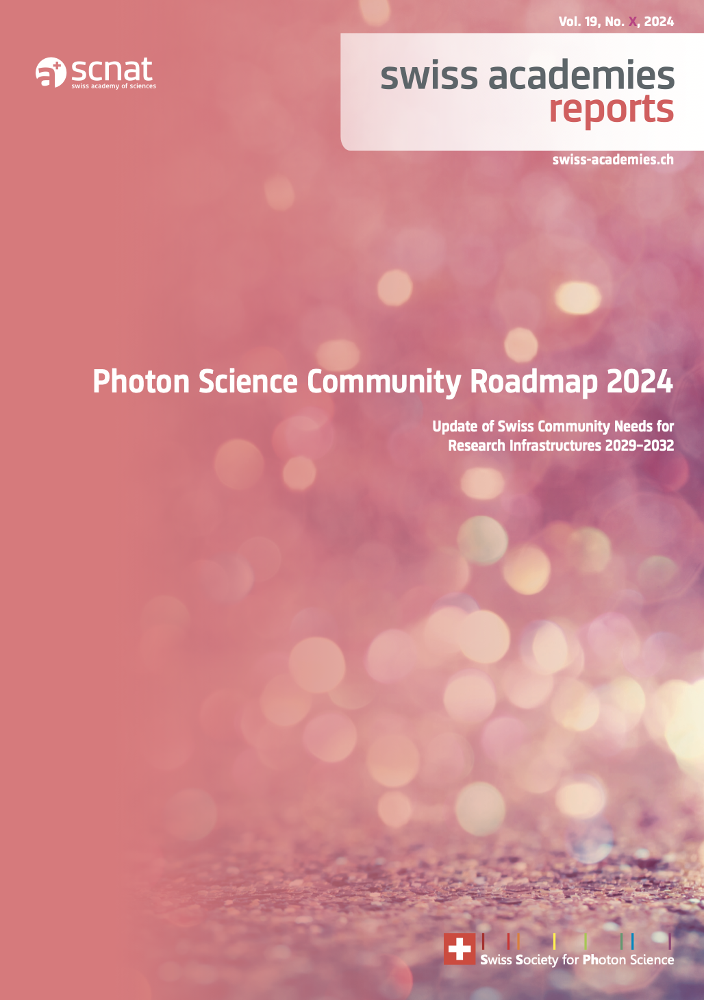 Vol. 19, No. X, 2024
scnat
swiss academy of sciences
swiss academies
reports
swiss-academies.ch
Photon Science Community Roadmap 2024
Update of Swiss Community Needs for
Research Infrastructures 2029–2032
Swiss Society for Photon Science